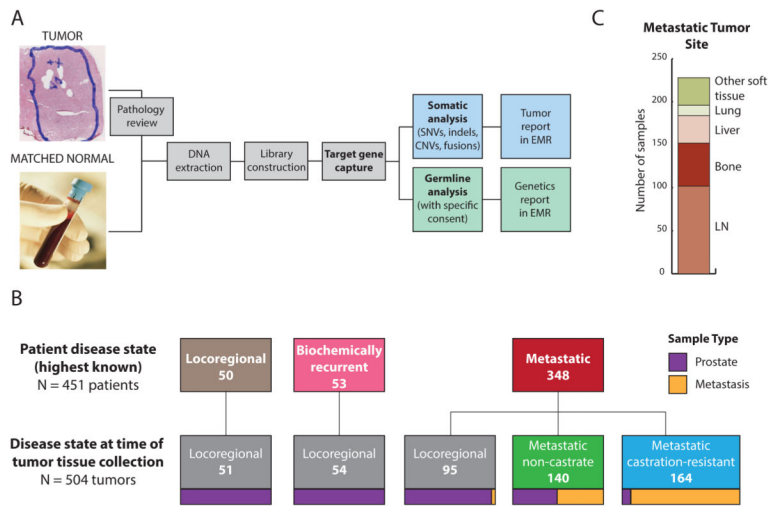 A
TUMOR
Pathology
review
MATCHED NORMAL
DNA
extraction
Library
construction
Target gene
capture
Somatic
analysis
(SNVs, indels,
CNVs, fusions)
Tumor
report
in EMR
Germline
analysis
(with specific
consent)
Genetics
report
in EMR
C
Metastatic Tumor
Site
Number of samples
250
200
150
100
50
0
Other soft
tissue
Lung
Liver
Bone
LN
B
Patient disease state
(highest known)
N = 451 patients
Locoregional
50
Biochemically
recurrent
53
Metastatic
348
Sample Type
Prostate
Metastasis
Disease state at time of
tumor tissue collection
N = 504 tumors
Locoregional
51
Locoregional
54
Locoregional
95
Metastatic
non-castrate
140
Metastatic
castration-resistant
164